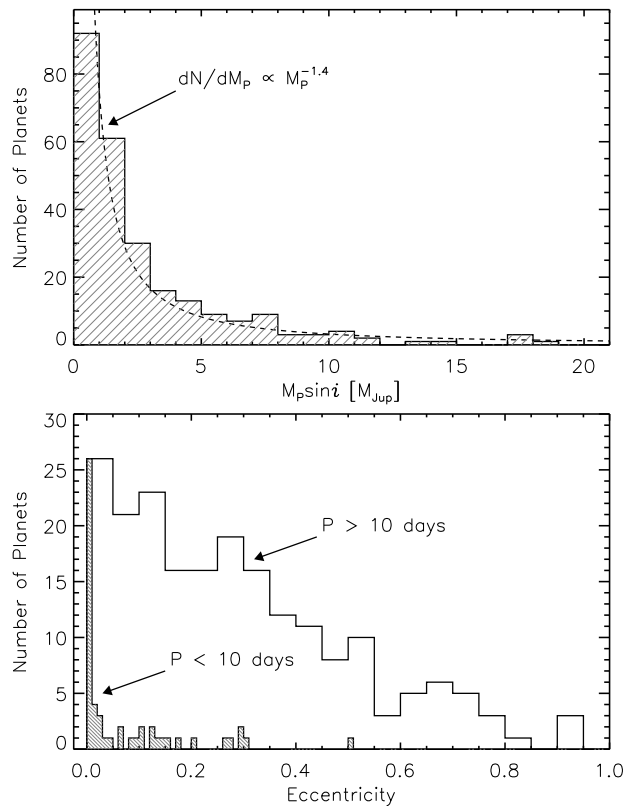 80
60
40
20
0
Number of Planets
dN/dM_P ∝ M_P^-1.4
0 5 10 15 20
M_P sin i [M_Jup]
30
25
20
15
10
5
0
Number of Planets
P > 10 days
P < 10 days
0.0 0.2 0.4 0.6 0.8 1.0
Eccentricity